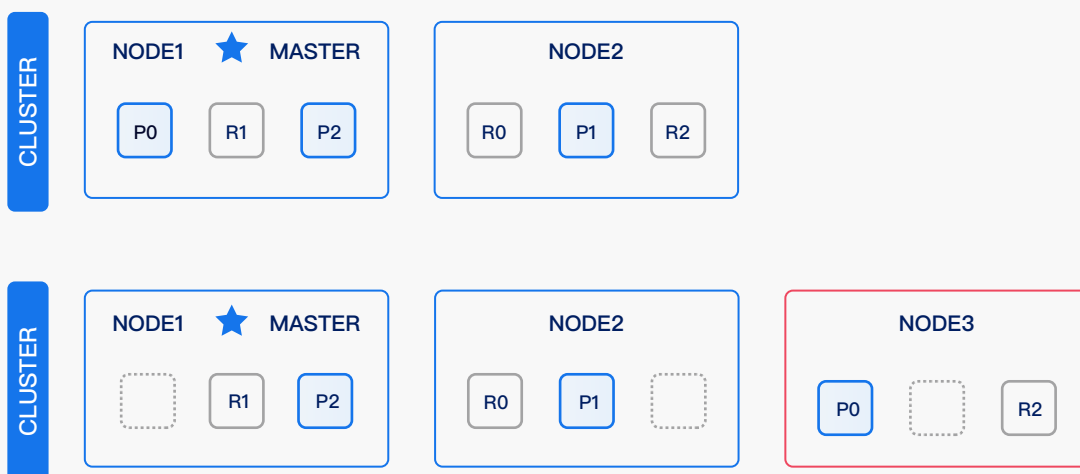 CLUSTER
NODE1 MASTER
P0 R1 P2
NODE2
R0 P1 R2
CLUSTER
NODE1 MASTER
R1 P2
NODE2
R0 P1
NODE3
P0 R2